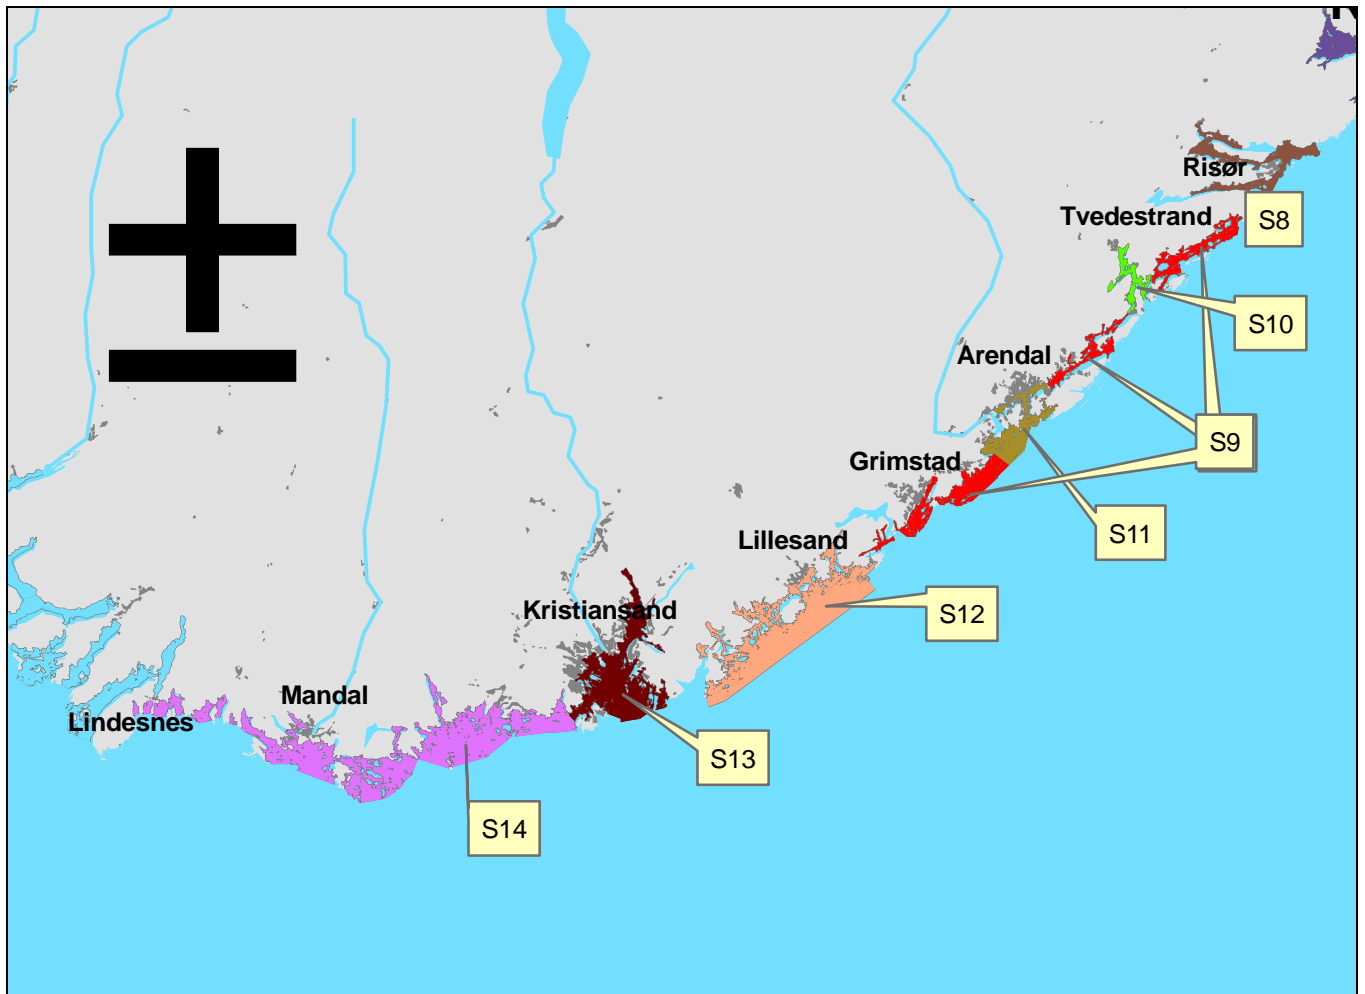 Risør
Tvedestrand
S8
S10
Arendal
S9
Grimstad
S11
Lillesand
S12
Kristiansand
Mandal
Lindesnes
S13
S14